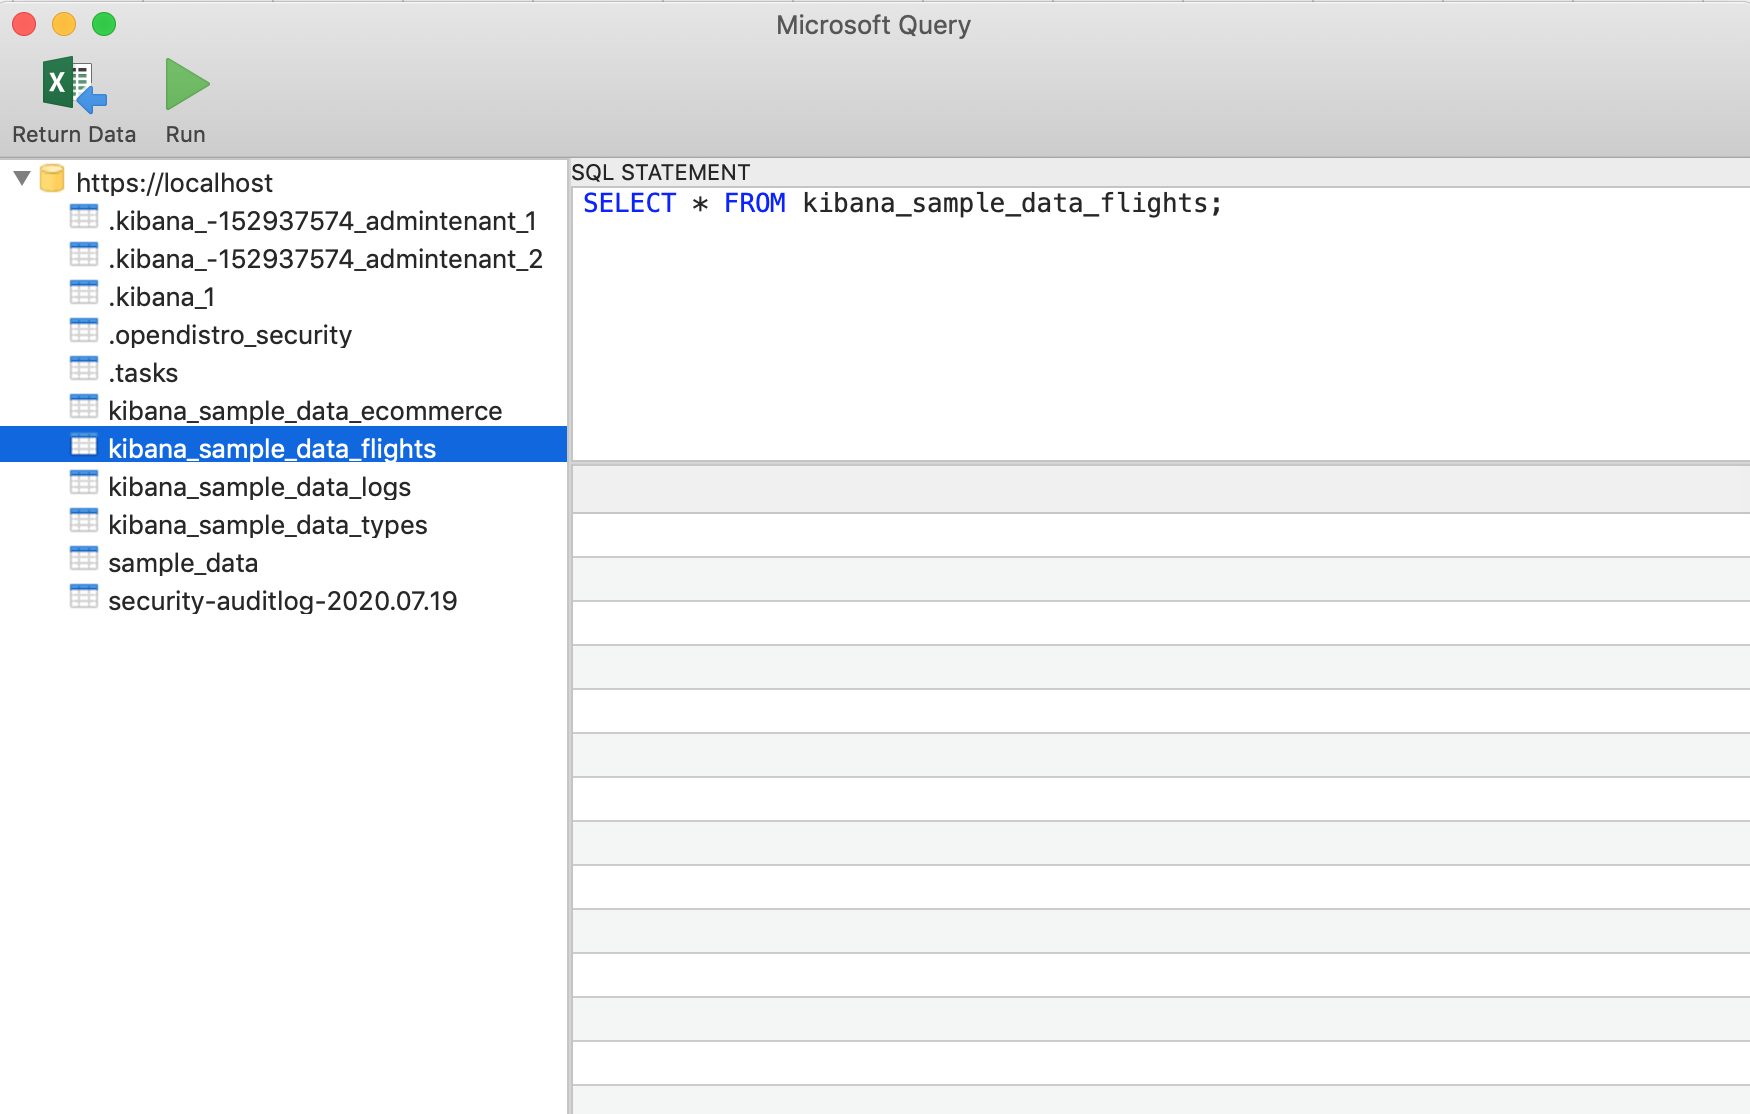 Microsoft Query
X
Return Data
Run
https://localhost
.kibana_-152937574_admintenant_1
.kibana_-152937574_admintenant_2
.kibana_1
.opendistro_security
.tasks
kibana_sample_data_ecommerce
kibana_sample_data_flights
kibana_sample_data_logs
kibana_sample_data_types
sample_data
security-auditlog-2020.07.19
SQL STATEMENT
SELECT * FROM kibana_sample_data_flights;